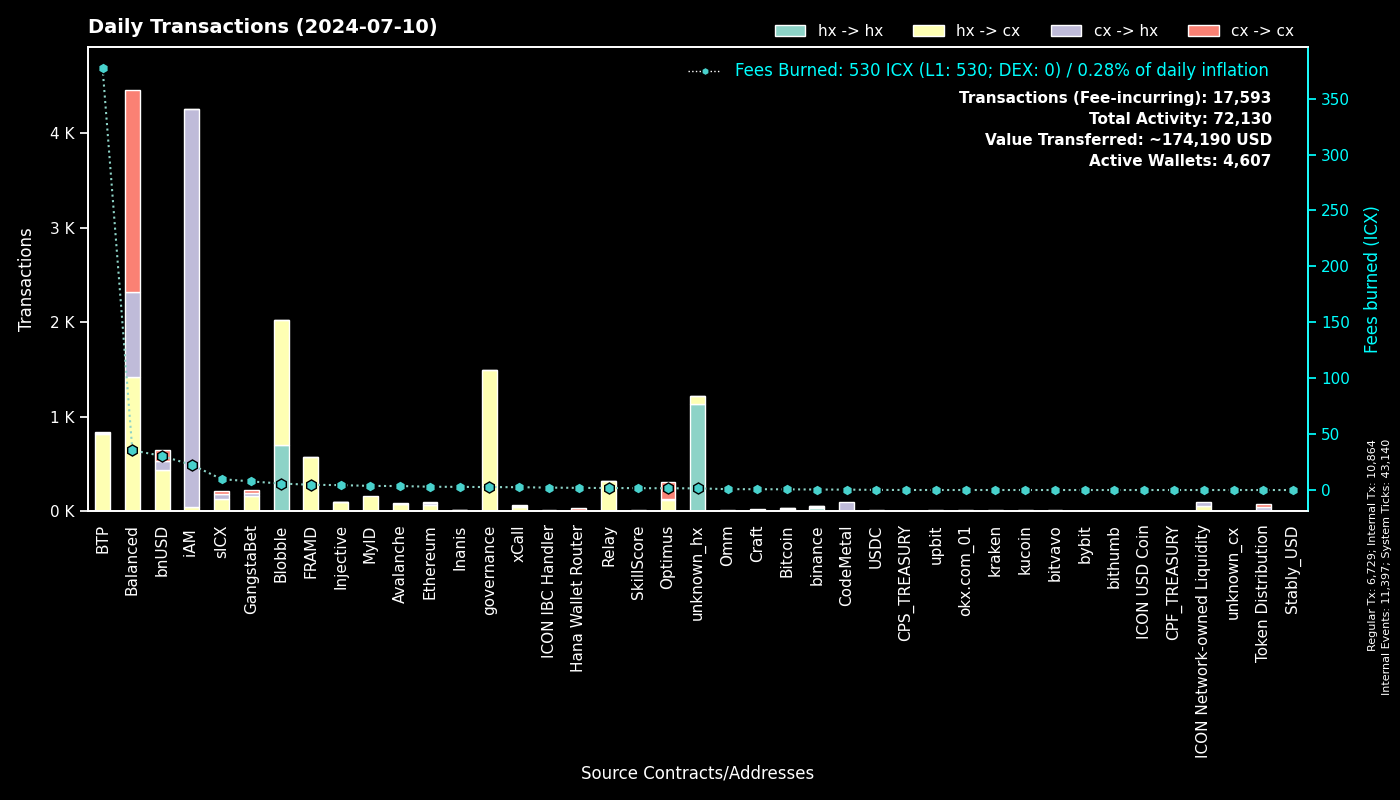 Daily Transactions (2024-07-10)
hx -> hx
hx -> cx
cx -> hx
cx -> cx
Fees Burned: 530 ICX (L1: 530; DEX: 0) / 0.28% of daily inflation
Transactions (Fee-incurring): 17,593
Total Activity: 72,130
Value Transferred: ~174,190 USD
Active Wallets: 4,607
Transactions
4 K
3 K
2 K
1 K
0 K
350
300
250
200
150
100
50
0
Fees burned (ICX)
Regular Tx: 6,729; Internal Tx: 10,864
Internal Events: 11,397; System Ticks: 43,140
BTP
Balanced
bnUSD
iAM
sICX
GangstaBet
Blobble
FRAMD
Injective
MyID
Avalanche
Ethereum
Inanis
governance
xCall
ICON IBC Handler
Hana Wallet Router
Relay
SkillScore
Optimus
unknown_hx
Omm
Craft
Bitcoin
binance
CodeMetal
USDC
CPS_TREASURY
upbit
okx.com_01
kraken
kucoin
bitvavo
bybit
bithumb
ICON USD Coin
CPF_TREASURY
ICON Network-owned Liquidity
unknown_cx
Token Distribution
Stably_USD
Source Contracts/Addresses